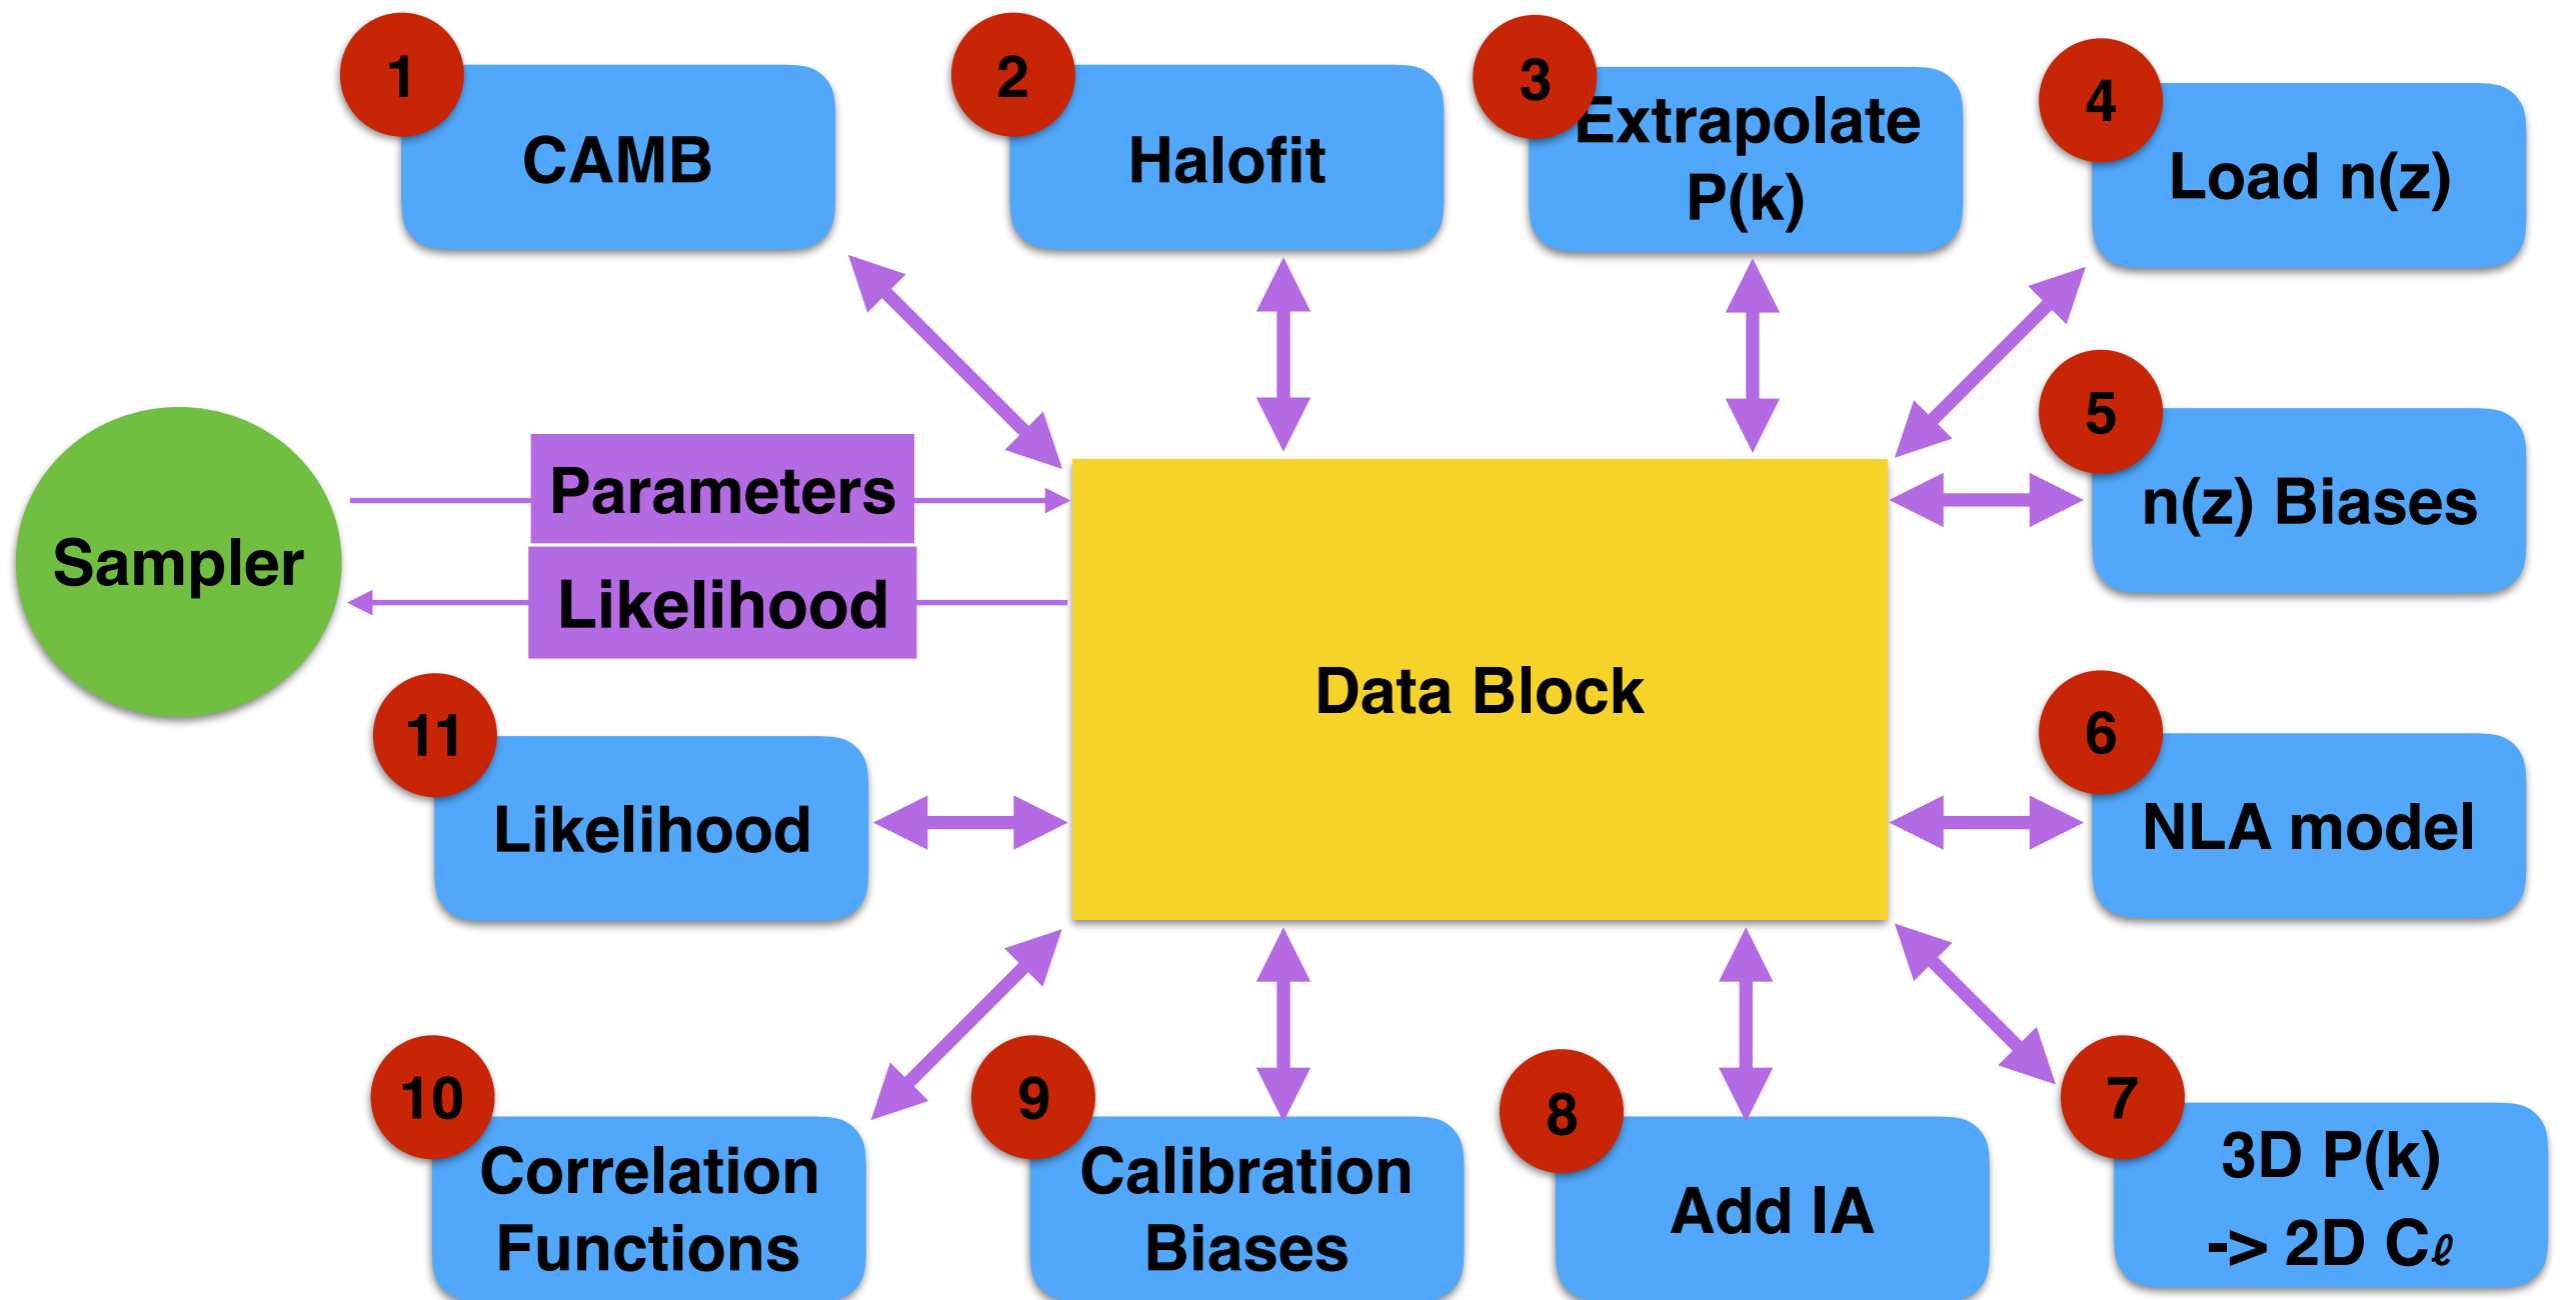 1
CAMB
2
Halofit
3
Extrapolate
P(k)
4
Load n(z)
5
n(z) Biases
Parameters
Sampler
Likelihood
Data Block
11
Likelihood
6
NLA model
10
Correlation
Functions
9
Calibration
Biases
8
Add IA
7
3D P(k)
-> 2D Cℓ